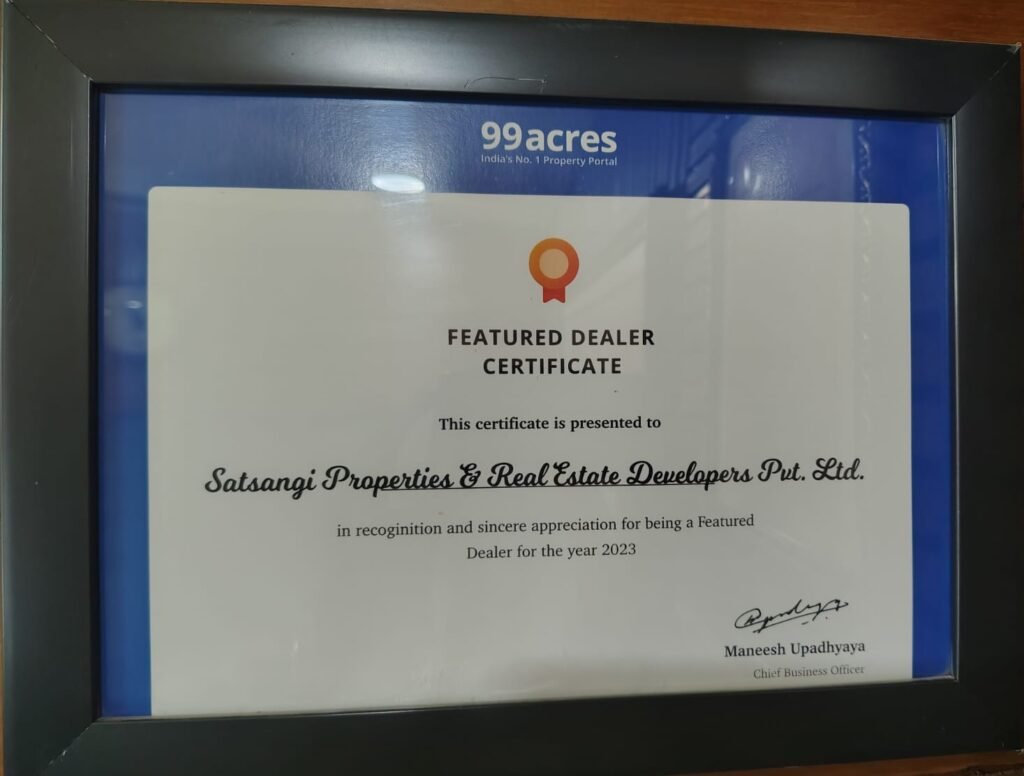 99acres
India's No. 1 Property Portal
FEATURED DEALER
CERTIFICATE
This certificate is presented to
Satsangi Properties & Real Estate Developers Pvt. Ltd.
in recoginition and sincere appreciation for being a Featured
Dealer for the year 2023
Maneesh Upadhyaya
Chief Business Officer